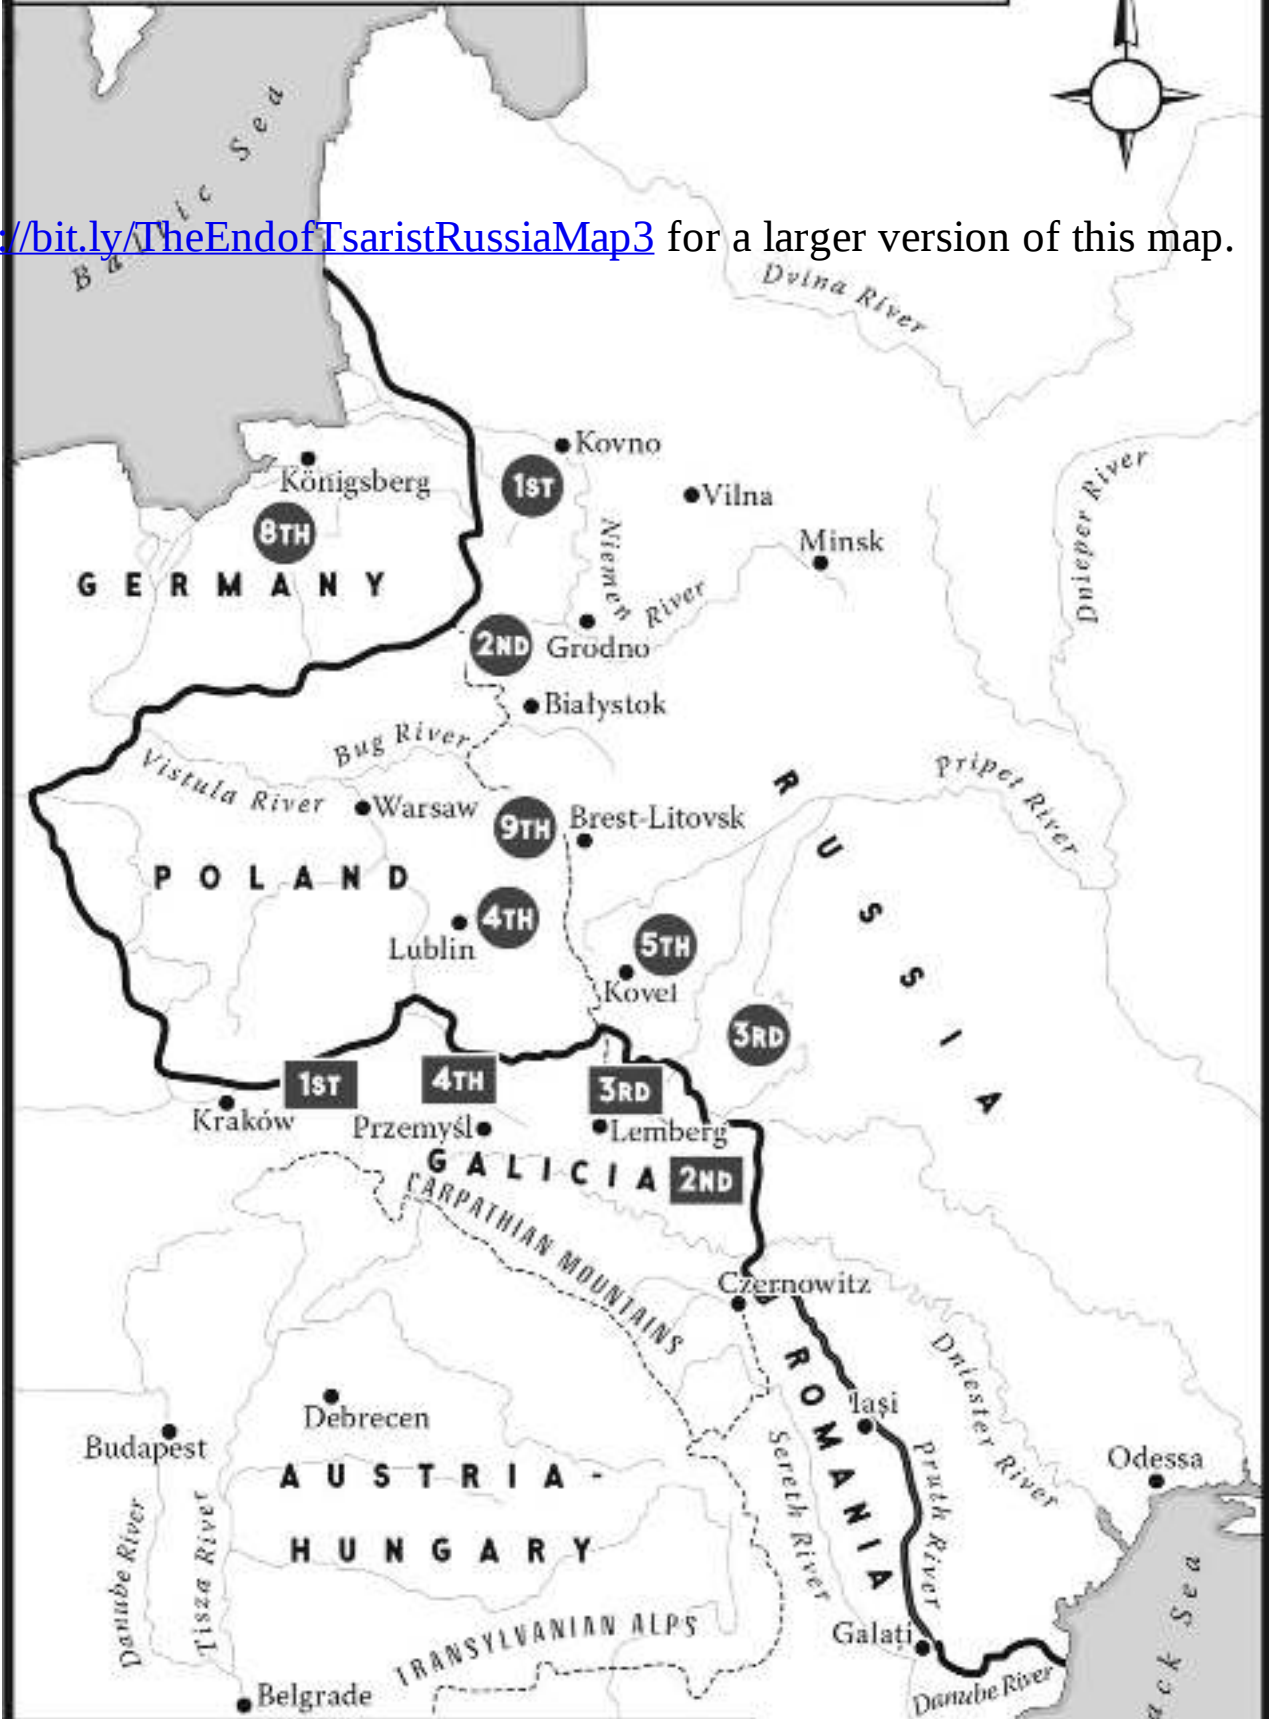 Baltic Sea
://bit.ly/TheEndofTsaristRussiaMap3 for a larger version of this map.
Dvina River
Kovno
Königsberg
1ST
Vilna
Dnieper River
8TH
Niemen River
Minsk
GERMANY
2ND
Grodno
Białystok
Bug River
Vistula River
Pripet River
RUSSIA
Warsaw
9TH
Brest-Litovsk
POLAND
4TH
Lublin
5TH
Kovel
3RD
1ST
4TH
3RD
Kraków
Przemyśl
Lemberg
GALICIA
2ND
CARPATHIAN MOUNTAINS
Czernowitz
ROMANIA
Dniester River
Debrecen
Iași
Budapest
Sereth River
Pruth River
Odessa
AUSTRIA-
HUNGARY
Danube River
Tisza River
TRANSYLVANIAN ALPS
Galați
Belgrade
Danube River
ack Sea